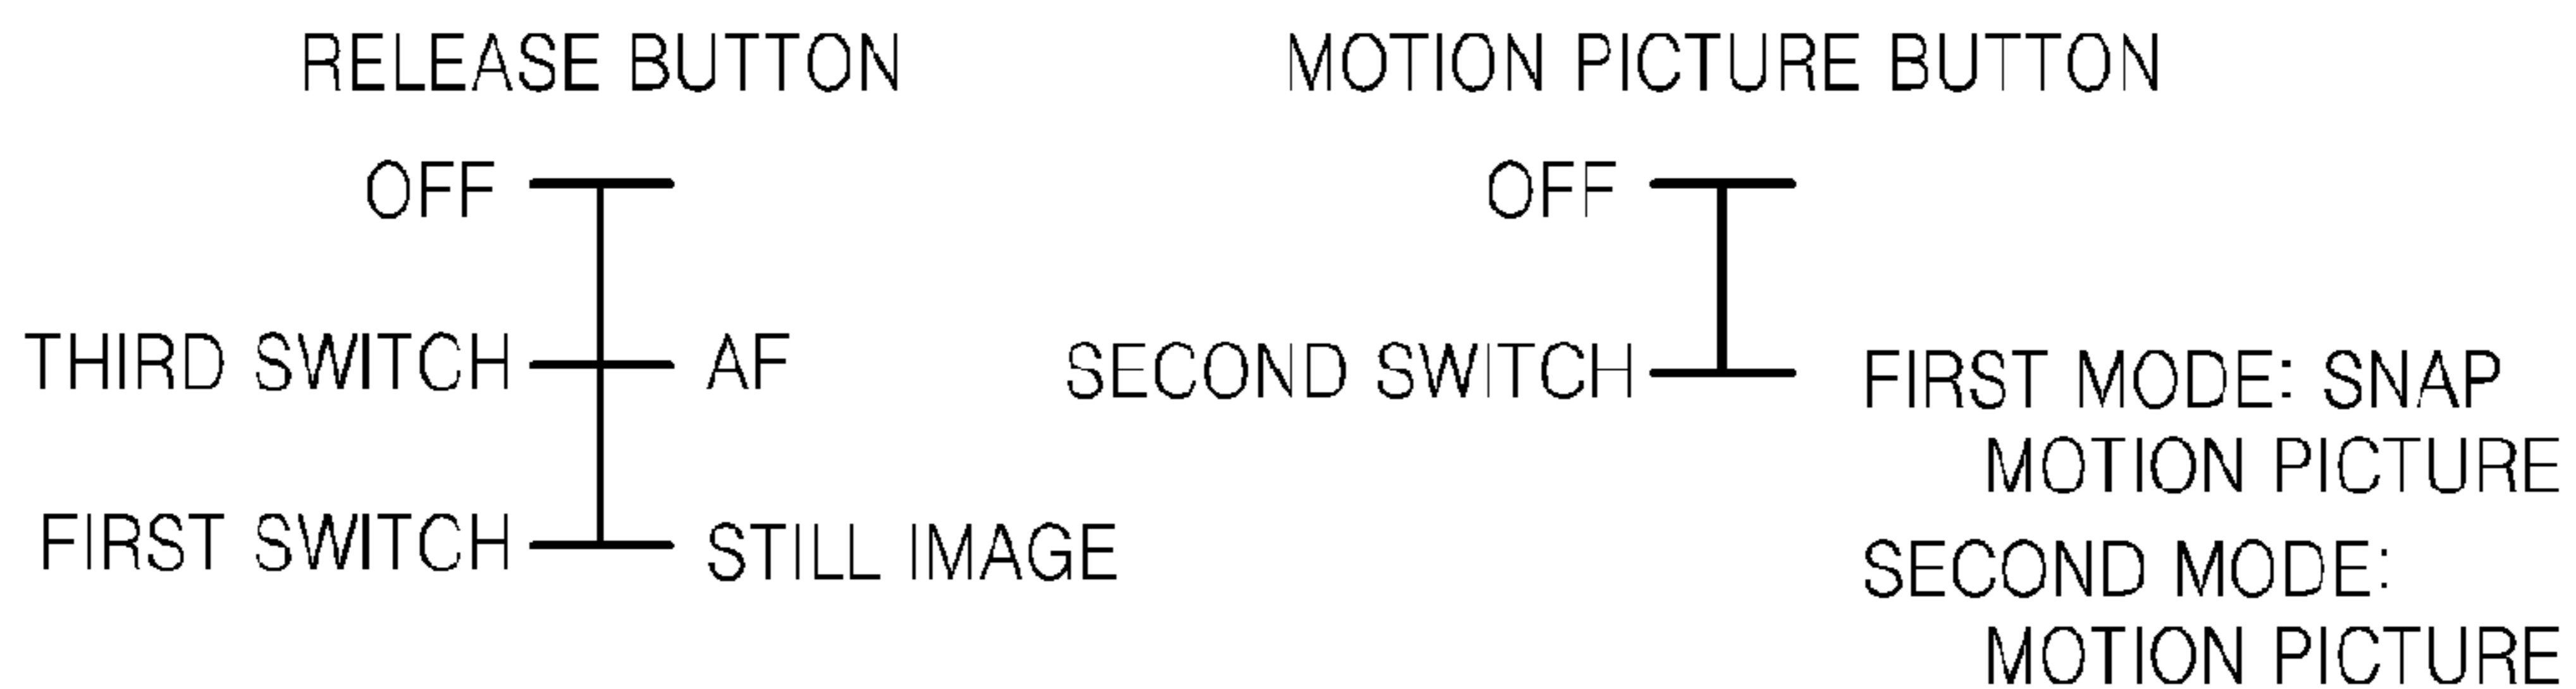 RELEASE BUTTON
OFF
THIRD SWITCH
AF
FIRST SWITCH
STILL IMAGE
MOTION PICTURE BUTTON
OFF
SECOND SWITCH
FIRST MODE: SNAP
MOTION PICTURE
SECOND MODE:
MOTION PICTURE